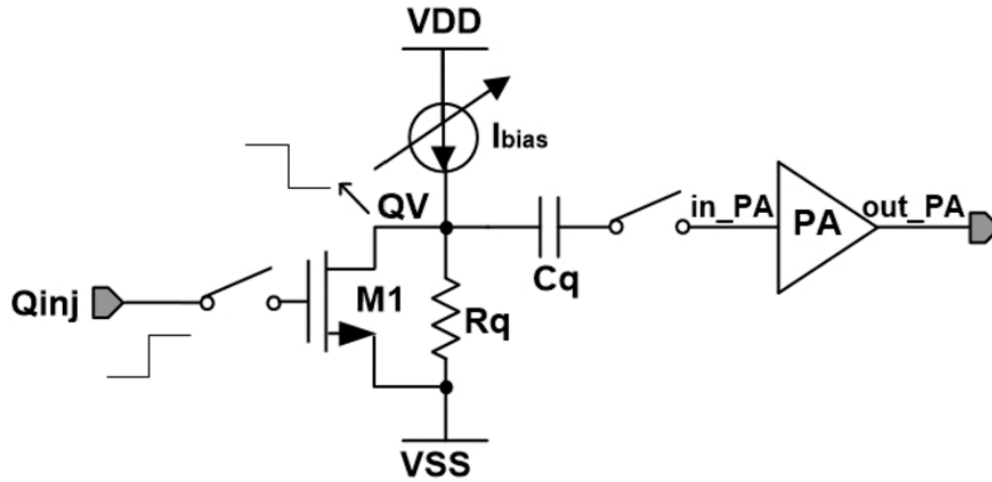 VDD
Ibias
QV
in_PA
PA
out_PA
Cq
Qinj
M1
Rq
VSS